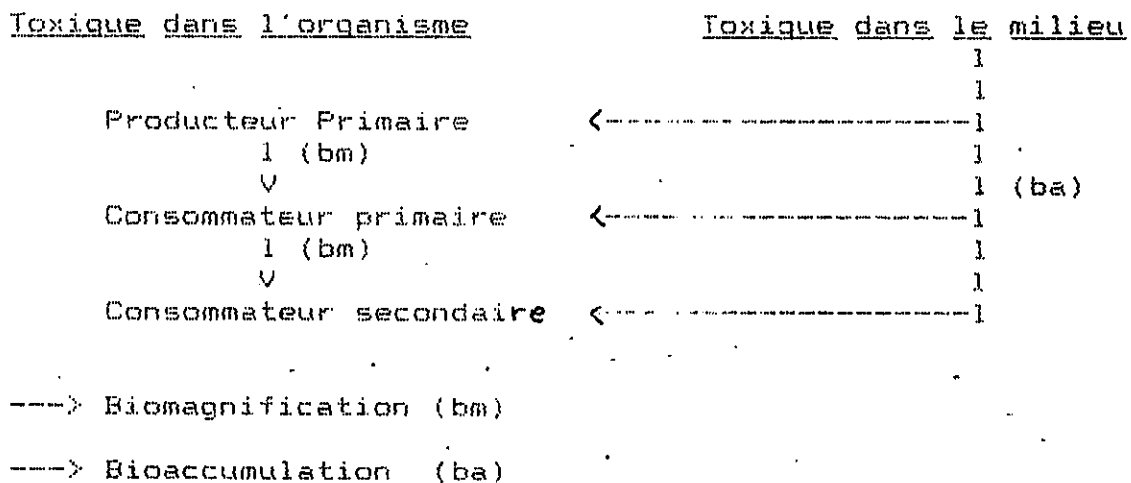 Toxique dans l'organisme Toxique dans le milieu
l
l
Producteur Primaire <---------------l
l (bm) l
V l (ba)
Consommateur primaire <---------------l
l (bm) l
V l
Consommateur secondaire <---------------l
---> Biomagnification (bm)
---> Bioaccumulation (ba)